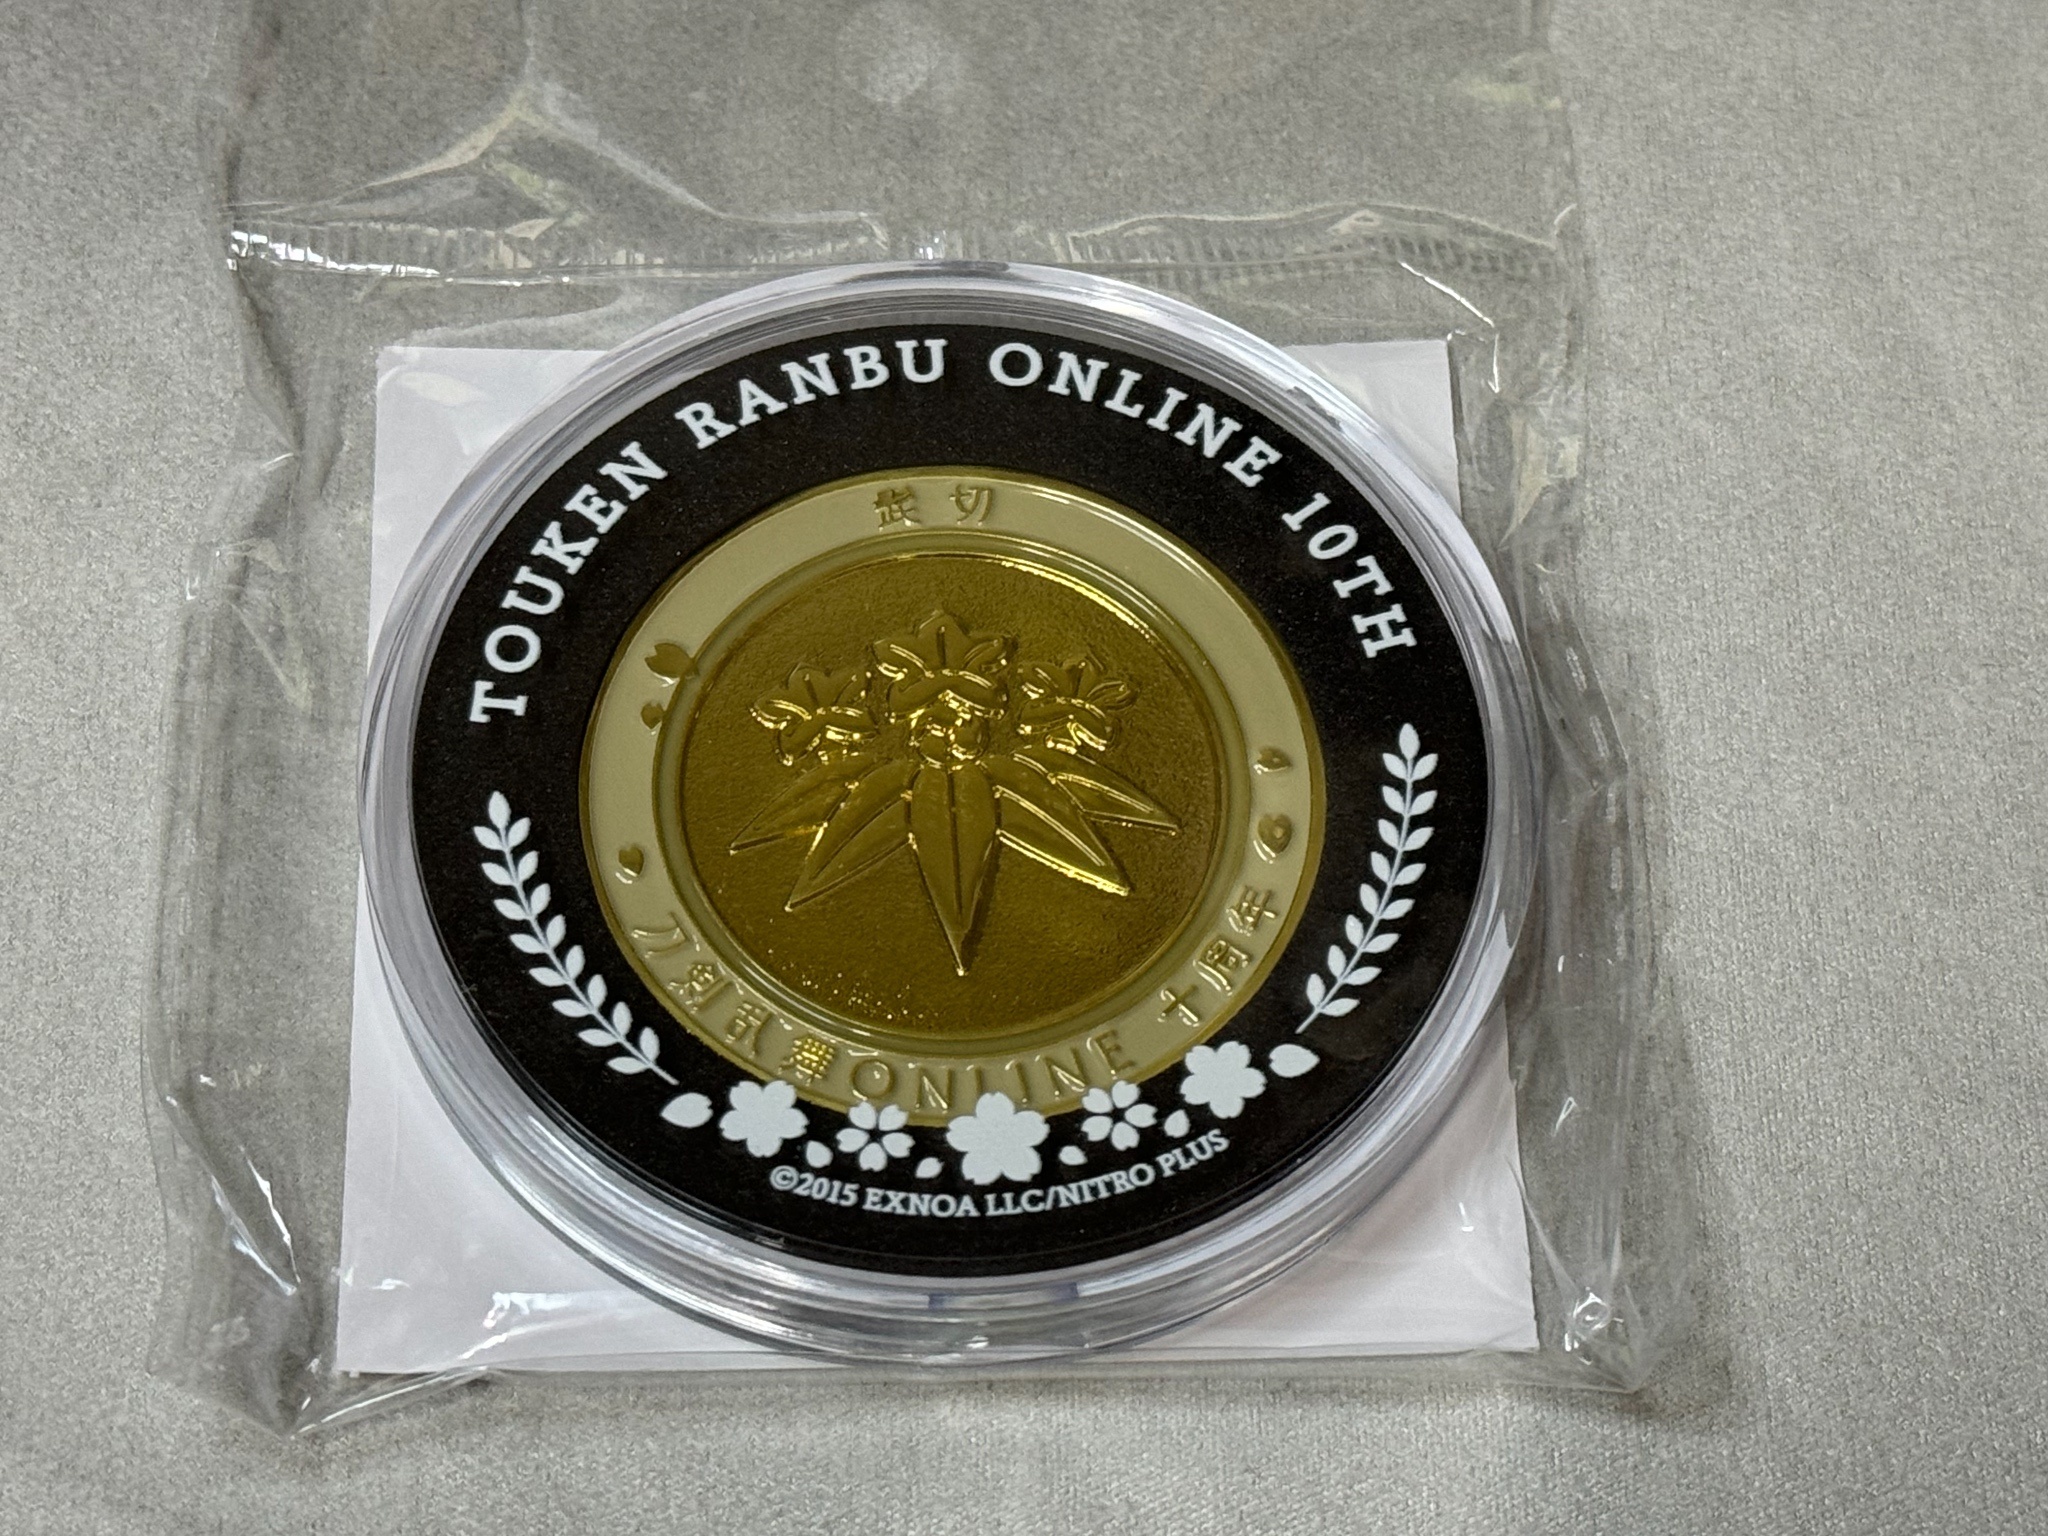 TOUKEN RANBU ONLINE 10TH
髭切
刀剣乱舞ONLINE 十周年
©2015 EXNOA LLC/NITRO PLUS